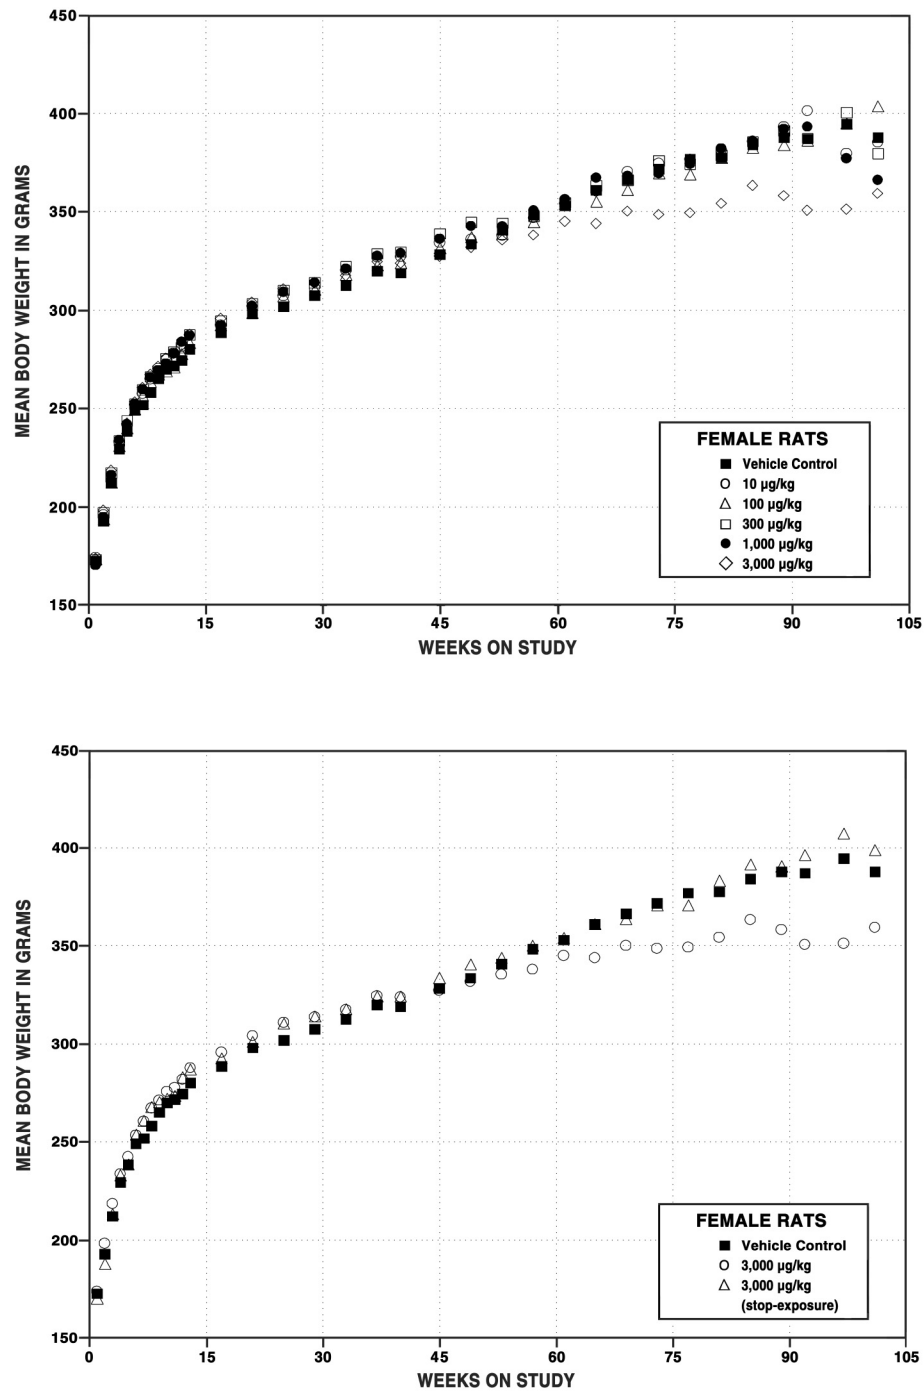 450
400
350
300
250
200
150
MEAN BODY WEIGHT IN GRAMS
FEMALE RATS
Vehicle Control
10 µg/kg
100 µg/kg
300 µg/kg
1,000 µg/kg
3,000 µg/kg
0 15 30 45 60 75 90 105
WEEKS ON STUDY
450
400
350
300
250
200
150
MEAN BODY WEIGHT IN GRAMS
FEMALE RATS
Vehicle Control
3,000 µg/kg
3,000 µg/kg
(stop-exposure)
0 15 30 45 60 75 90 105
WEEKS ON STUDY